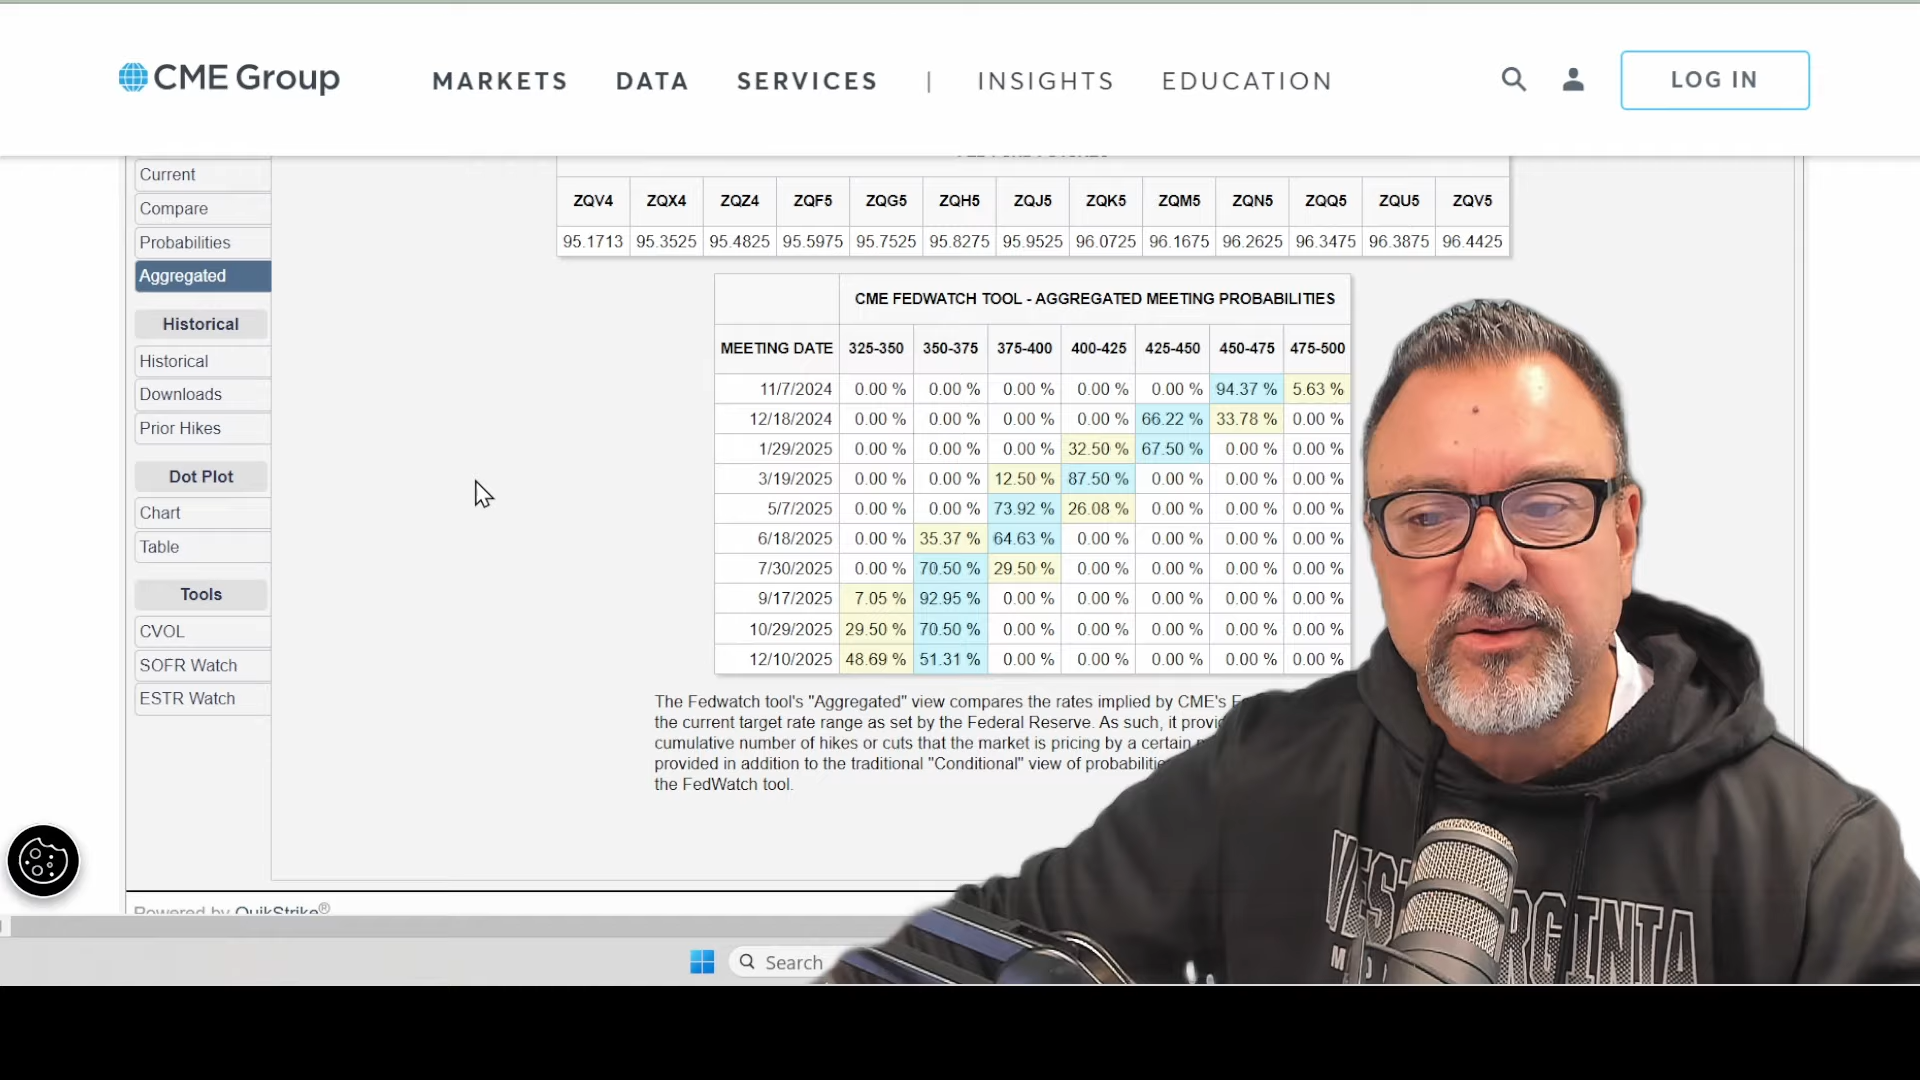 CME Group MARKETS DATA SERVICES | INSIGHTS EDUCATION LOG IN
Current
Compare
Probabilities
Aggregated
Historical
Historical
Downloads
Prior Hikes
Dot Plot
Chart
Table
Tools
CVOL
SOFR Watch
ESTR Watch
ZQV4 ZQX4 ZQZ4 ZQF5 ZQG5 ZQH5 ZQJ5 ZQK5 ZQM5 ZQN5 ZQQ5 ZQU5 ZQV5
95.1713 95.3525 95.4825 95.5975 95.7525 95.8275 95.9525 96.0725 96.1675 96.2625 96.3475 96.3875 96.4425
CME FEDWATCH TOOL - AGGREGATED MEETING PROBABILITIES
MEETING DATE 325-350 350-375 375-400 400-425 425-450 450-475 475-500
11/7/2024 0.00 % 0.00 % 0.00 % 0.00 % 0.00 % 94.37 % 5.63 %
12/18/2024 0.00 % 0.00 % 0.00 % 0.00 % 66.22 % 33.78 % 0.00 %
1/29/2025 0.00 % 0.00 % 0.00 % 32.50 % 67.50 % 0.00 % 0.00 %
3/19/2025 0.00 % 0.00 % 12.50 % 87.50 % 0.00 % 0.00 % 0.00 %
5/7/2025 0.00 % 0.00 % 73.92 % 26.08 % 0.00 % 0.00 % 0.00 %
6/18/2025 0.00 % 35.37 % 64.63 % 0.00 % 0.00 % 0.00 % 0.00 %
7/30/2025 0.00 % 70.50 % 29.50 % 0.00 % 0.00 % 0.00 % 0.00 %
9/17/2025 7.05 % 92.95 % 0.00 % 0.00 % 0.00 % 0.00 % 0.00 %
10/29/2025 29.50 % 70.50 % 0.00 % 0.00 % 0.00 % 0.00 % 0.00 %
12/10/2025 48.69 % 51.31 % 0.00 % 0.00 % 0.00 % 0.00 % 0.00 %
The Fedwatch tool's "Aggregated" view compares the rates implied by CME's
the current target rate range as set by the Federal Reserve. As such, it
cumulative number of hikes or cuts that the market is pricing by a certain
provided in addition to the traditional "Conditional" view of
the FedWatch tool.
Powered by QuikStrike®
Search